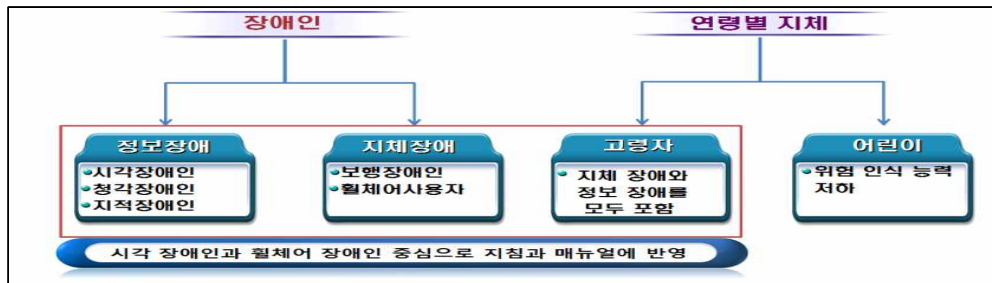 장애인
연령별 지체
정보장애
시각장애인
청각장애인
지적장애인
지체장애
보행장애인
휠체어사용자
고령자
지체 장애와
정보 장애를
모두 포함
어린이
위험 인식 능력
저하
시각 장애인과 휠체어 장애인 중심으로 지침과 매뉴얼에 반영